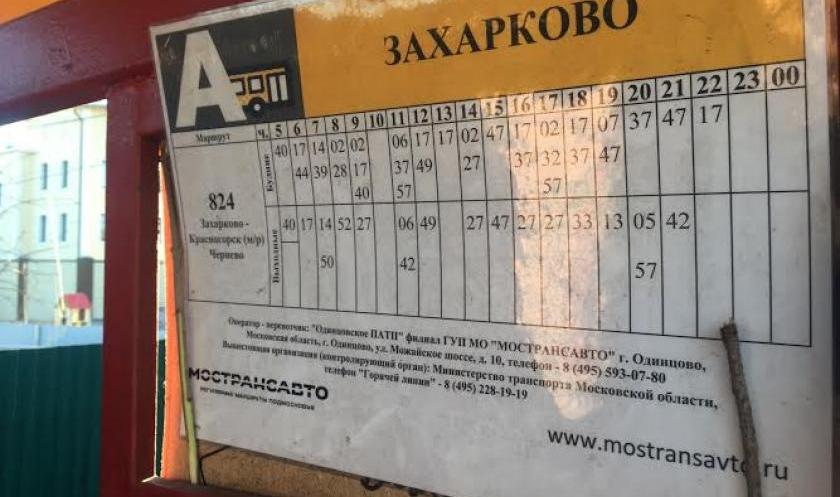 А
РОТ
ЗАХАРКОВО
Маршрут ч. 5 6 7 8 9 10 11 12 13 14 15 16 17 18 19 20 21 22 23 00
824
Захарково -
Красногорск (м/р)
Чернево
Будние
40 17 14 02 02 06 17 17 02 47 17 02 17 07 37 47 17
44 39 28 17 37 49 27 37 32 37 47
40 57 57
Выходные
40 17 14 52 27 06 49 27 47 27 27 33 13 05 42
50 42 57
Оператор - перевозчик: "Одинцовское ПАТП" филиал ГУП МО "МОСТРАНСАВТО" г. Одинцово,
Московская область, г. Одинцово, ул. Можайское шоссе, д. 10, телефон - 8 (495) 593-07-80
Вышестоящая организация (контролирующий орган): Министерство транспорта Московской области,
телефон "Горячей линии" - 8 (495) 228-19-19
МОСТРАНСАВТО
РЕГУЛЯРНЫЕ МАРШРУТЫ ПОДМОСКОВЬЯ
www.mostransavto.ru